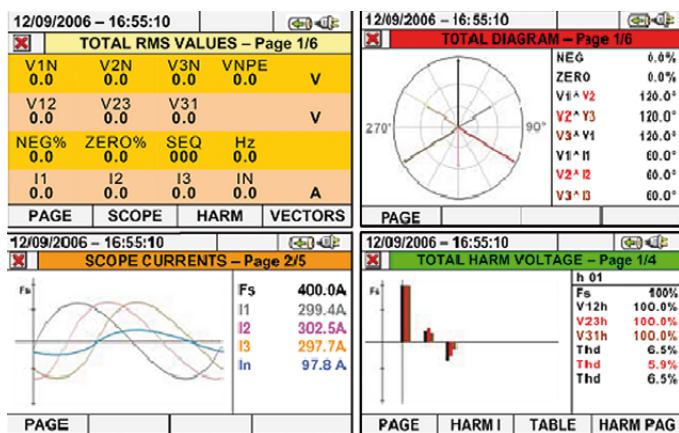 12/09/2006 – 16:55:10
TOTAL RMS VALUES – Page 1/6
V1N V2N V3N VNPE
0.0 0.0 0.0 0.0 V
V12 V23 V31
0.0 0.0 0.0 V
NEG% ZERO% SEQ Hz
0.0 0.0 000 0.0
I1 I2 I3 IN
0.0 0.0 0.0 0.0 A
PAGE SCOPE HARM VECTORS
12/09/2006 – 16:55:10
TOTAL DIAGRAM – Page 1/6
270° 90°
NEG 0.0%
ZERO 0.0%
V1^V2 120.0°
V2^V3 120.0°
V3^V1 120.0°
V1^I1 60.0°
V2^I2 60.0°
V3^I3 60.0°
PAGE
12/09/2006 – 16:55:10
SCOPE CURRENTS – Page 2/5
Fs
Fs 400.0A
I1 299.4A
I2 302.5A
I3 297.7A
In 97.8 A
PAGE
12/09/2006 – 16:55:10
TOTAL HARM VOLTAGE – Page 1/4
Fs
h 01
Fs 100%
V12h 100.0%
V23h 100.0%
V31h 100.0%
Thd 6.5%
Thd 5.9%
Thd 6.5%
PAGE HARM I TABLE HARM PAG